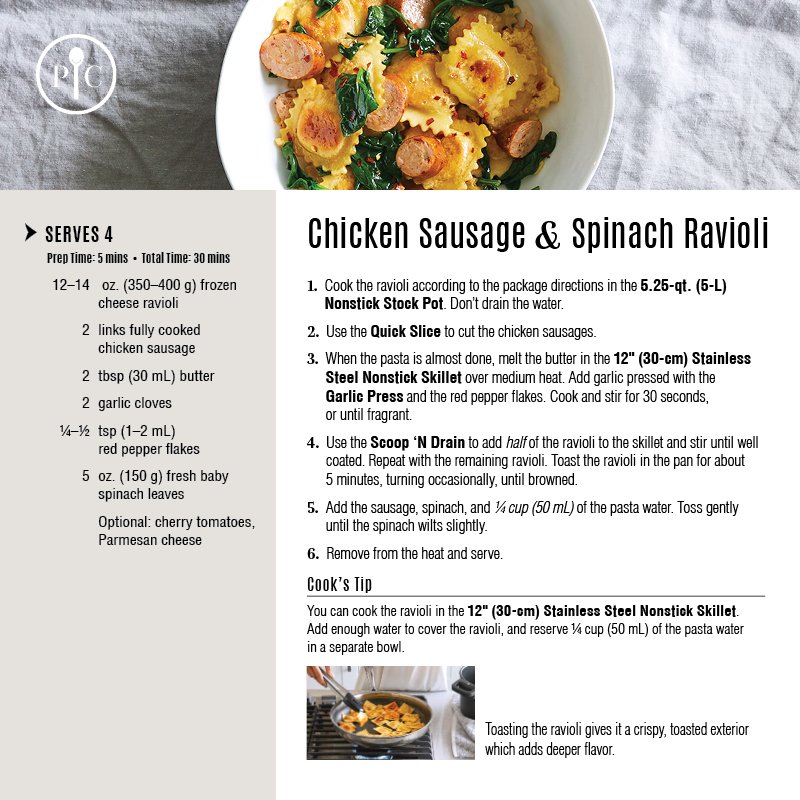 P C
SERVES 4
Prep Time: 5 mins • Total Time: 30 mins
12–14 oz. (350–400 g) frozen
cheese ravioli
2 links fully cooked
chicken sausage
2 tbsp (30 mL) butter
2 garlic cloves
¼–½ tsp (1–2 mL)
red pepper flakes
5 oz. (150 g) fresh baby
spinach leaves
Optional: cherry tomatoes,
Parmesan cheese
Chicken Sausage & Spinach Ravioli
1. Cook the ravioli according to the package directions in the 5.25-qt. (5-L)
Nonstick Stock Pot. Don’t drain the water.
2. Use the Quick Slice to cut the chicken sausages.
3. When the pasta is almost done, melt the butter in the 12" (30-cm) Stainless
Steel Nonstick Skillet over medium heat. Add garlic pressed with the
Garlic Press and the red pepper flakes. Cook and stir for 30 seconds,
or until fragrant.
4. Use the Scoop ‘N Drain to add half of the ravioli to the skillet and stir until well
coated. Repeat with the remaining ravioli. Toast the ravioli in the pan for about
5 minutes, turning occasionally, until browned.
5. Add the sausage, spinach, and ¼ cup (50 mL) of the pasta water. Toss gently
until the spinach wilts slightly.
6. Remove from the heat and serve.
Cook’s Tip
You can cook the ravioli in the 12" (30-cm) Stainless Steel Nonstick Skillet.
Add enough water to cover the ravioli, and reserve ¼ cup (50 mL) of the pasta water
in a separate bowl.
Toasting the ravioli gives it a crispy, toasted exterior
which adds deeper flavor.